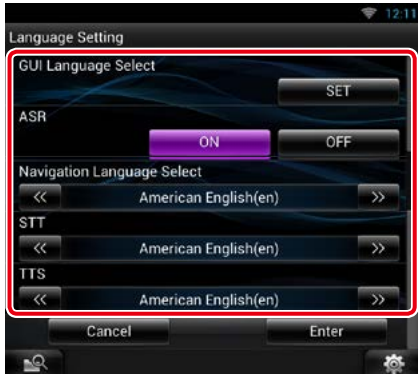 12:11
Language Setting
GUI Language Select
SET
ASR
ON OFF
Navigation Language Select
<< American English(en) >>
STT
<< American English(en) >>
TTS
<< American English(en) >>
Cancel Enter